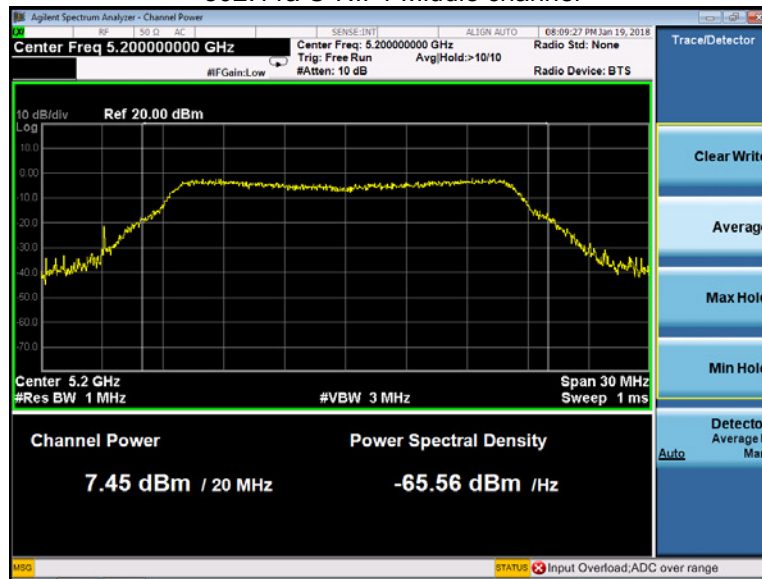 Agilent Spectrum Analyzer - Channel Power
RF 50 Ω AC SENSE:INT ALIGN AUTO 08:09:27 PM Jan 19, 2018
Center Freq 5.200000000 GHz
Center Freq: 5.200000000 GHz Radio Std: None
Trig: Free Run Avg|Hold:>10/10
#IFGain:Low #Atten: 10 dB Radio Device: BTS
Trace/Detector
10 dB/div Ref 20.00 dBm
Log
10.0
0.00
-10.0
-20.0
-30.0
-40.0
-50.0
-60.0
-70.0
Center 5.2 GHz Span 30 MHz
#Res BW 1 MHz #VBW 3 MHz Sweep 1 ms
Channel Power Power Spectral Density
7.45 dBm / 20 MHz -65.56 dBm /Hz
Clear Write
Average
Max Hold
Min Hold
Detecto
Average
Auto Ma
MSG STATUS Input Overload;ADC over range